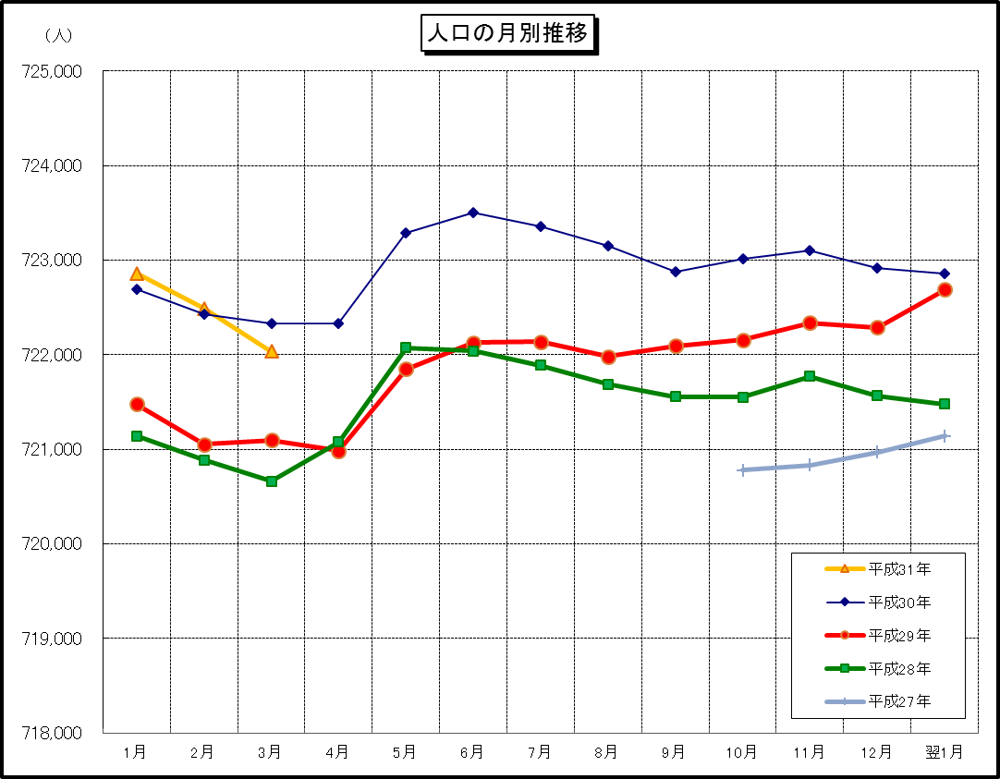 人口の月別推移
(人)
725,000
724,000
723,000
722,000
721,000
720,000
719,000
718,000
1月 2月 3月 4月 5月 6月 7月 8月 9月 10月 11月 12月 翌1月
平成31年
平成30年
平成29年
平成28年
平成27年